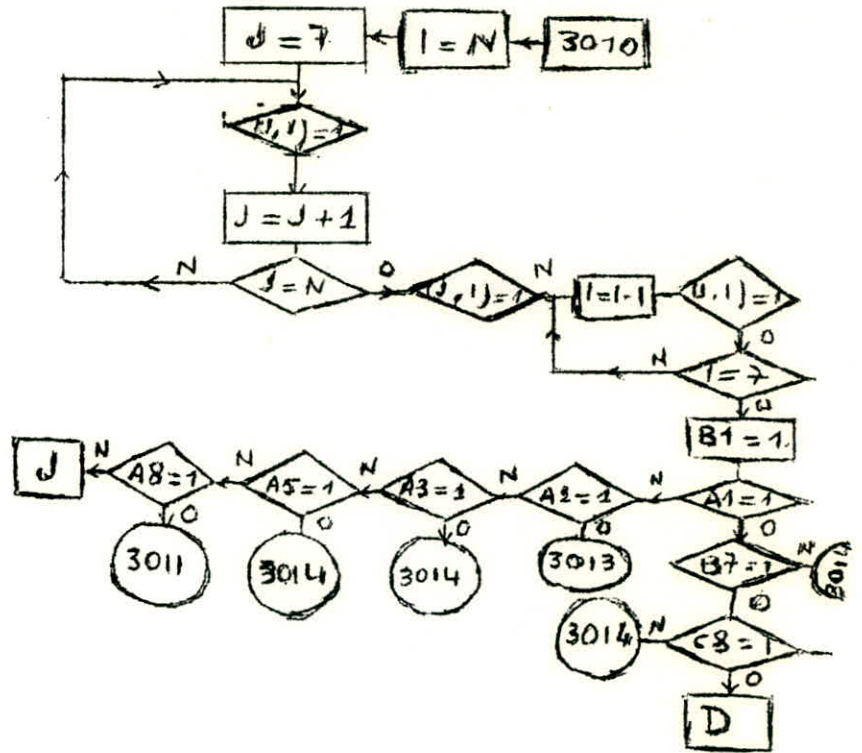 J = 7
I = N
3010
J = J + 1
N
J = N
O
(J, I) = 1
N
I = I - 1
(J, I) = 1
O
N
I = 7
O
B1 = 1
J
N
A8 = 1
N
A5 = 1
N
A3 = 1
N
A2 = 1
N
A1 = 1
O
O
O
O
O
3011
3014
3014
3013
B7 = 1
N
3014
O
3014
N
C8 = 1
O
D